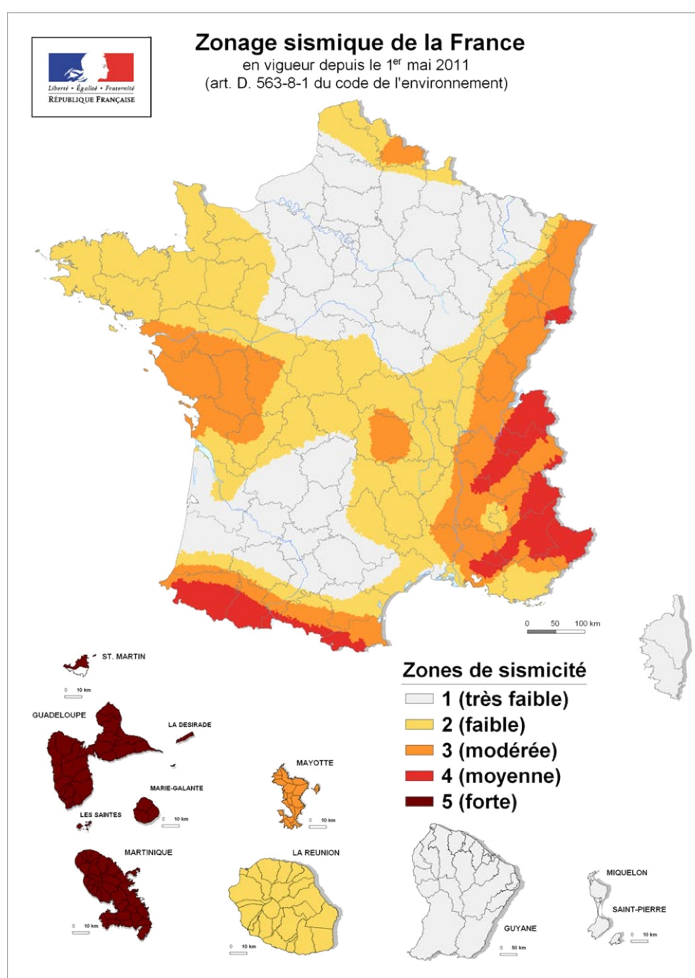 Zonage sismique de la France
en vigueur depuis le 1er mai 2011
(art. D. 563-8-1 du code de l'environnement)
Liberté • Égalité • Fraternité
RÉPUBLIQUE FRANÇAISE
0 50 100 km
ST. MARTIN
0 10 km
GUADELOUPE
LA DESIRADE
MARIE-GALANTE
0 10 km
LES SAINTES
0 10 km
MAYOTTE
0 10 km
Zones de sismicité
1 (très faible)
2 (faible)
3 (modérée)
4 (moyenne)
5 (forte)
MARTINIQUE
0 10 km
LA REUNION
0 10 km
GUYANE
0 50 km
MIQUELON
SAINT-PIERRE
0 10 km